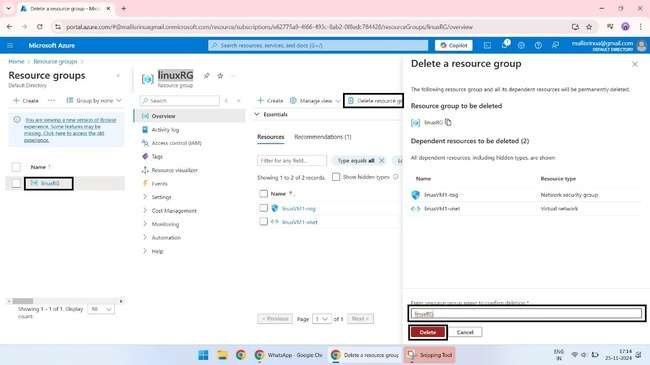 Delete a resource group - Micros
portal.azure.com/#@mallisrinuagmail.onmicrosoft.com/resource/subscriptions/
/resourceGroups/linuxRG/overview
Microsoft Azure
Search resources, services, and docs (G+/)
Copilot
mallisrinua@gmail.com
DEFAULT DIRECTORY
Home > Resource groups >
Resource groups
Default Directory
+ Create
Group by none
You are viewing a new version of Browse
experience. Some features may be
missing. Click here to access the old
experience.
Name ↑
linuxRG
Showing 1 - 1 of 1. Display
count:
50
linuxRG
Resource group
Search
Overview
Activity log
Access control (IAM)
Tags
Resource visualizer
Events
Settings
Cost Management
Monitoring
Automation
Help
+ Create
Manage view
Delete resource gro
Essentials
Resources
Recommendations (1)
Filter for any field...
Type equals all
Showing 1 to 2 of 2 records.
Show hidden types
Name
linuxVM1-nsg
linuxVM1-vnet
< Previous
Page
1
of 1
Next >
Delete a resource group
The following resource group and all its dependent resources will be permanently deleted.
Resource group to be deleted
linuxRG
Dependent resources to be deleted (2)
All dependent resources, including hidden types, are shown
Name
Resource type
linuxVM1-nsg
Network security group
linuxVM1-vnet
Virtual network
Enter resource group name to confirm deletion *
linuxRG
Delete
Cancel
WhatsApp - Google Chr
Delete a resource group
Snipping Tool
ENG
IN
17:14
25-11-2024